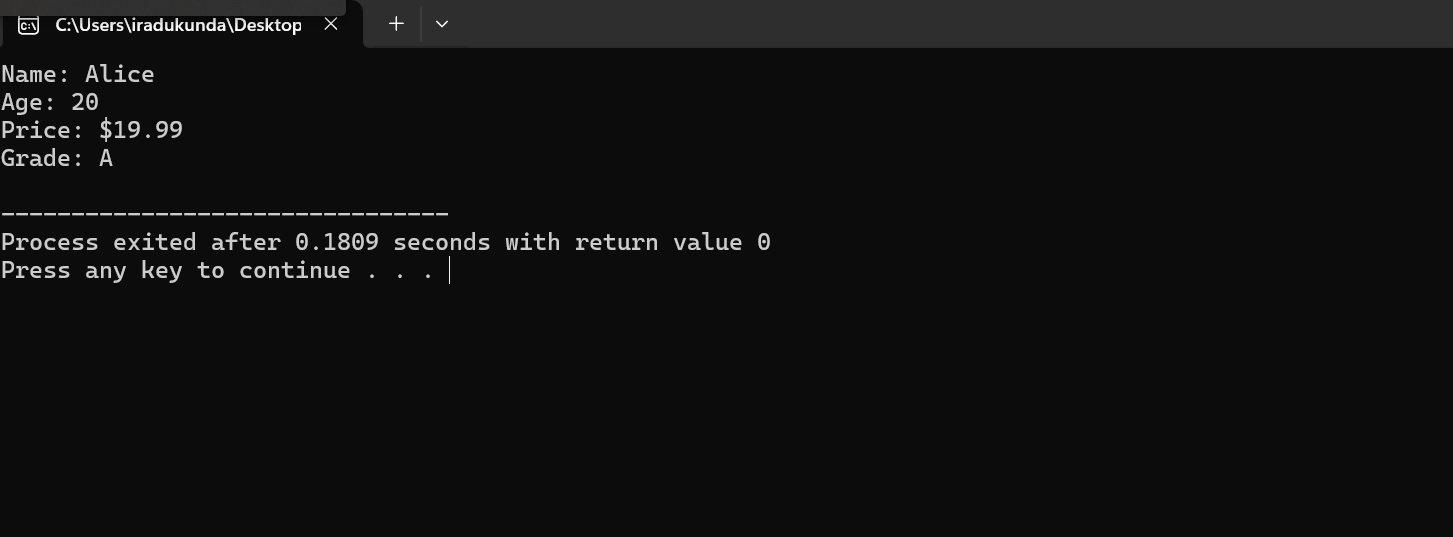 C:\Users\iradukunda\Desktop
Name: Alice
Age: 20
Price: $19.99
Grade: A
--------------------------------
Process exited after 0.1809 seconds with return value 0
Press any key to continue . . .